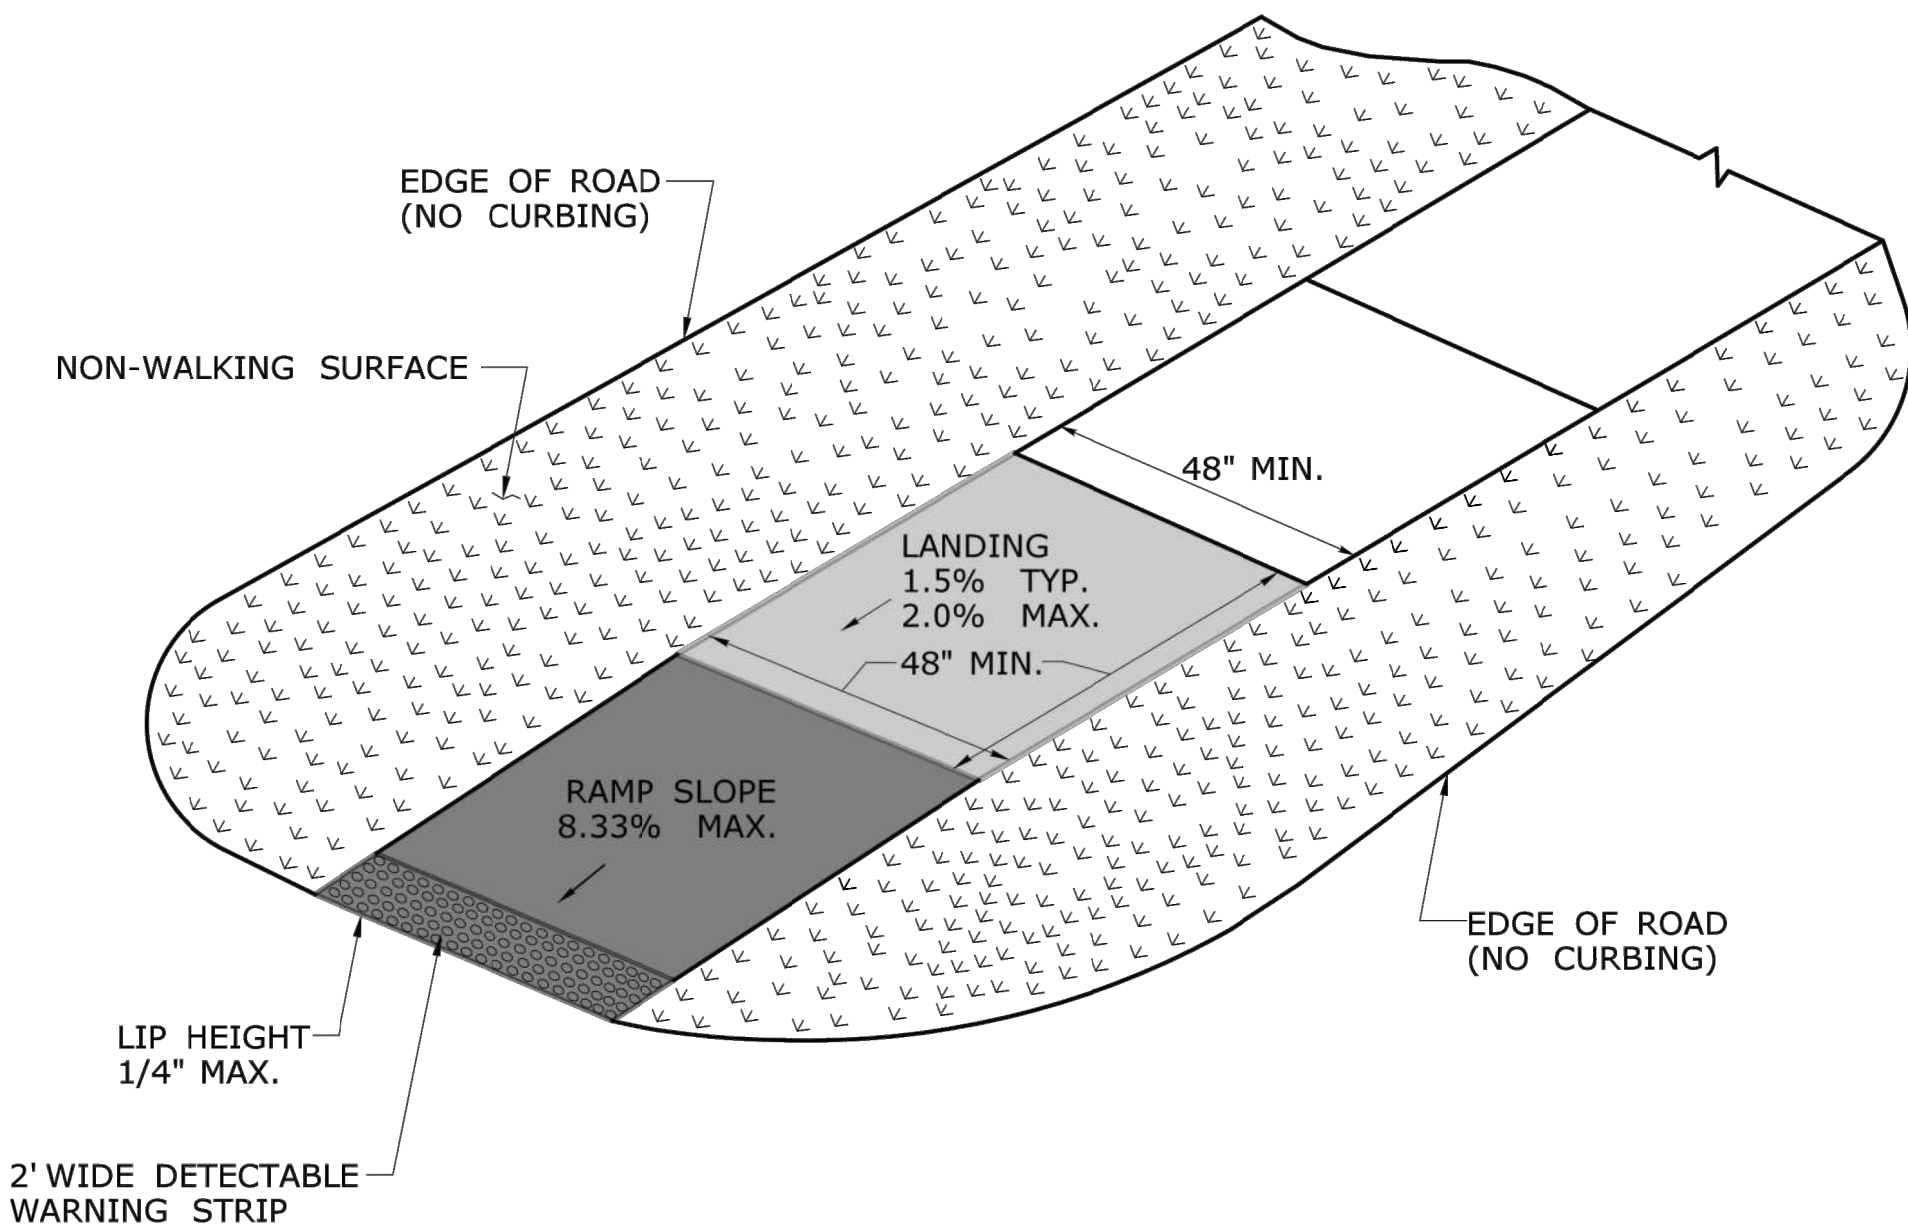 EDGE OF ROAD
(NO CURBING)
NON-WALKING SURFACE
48" MIN.
LANDING
1.5% TYP.
2.0% MAX.
48" MIN.
RAMP SLOPE
8.33% MAX.
EDGE OF ROAD
(NO CURBING)
LIP HEIGHT
1/4" MAX.
2' WIDE DETECTABLE
WARNING STRIP